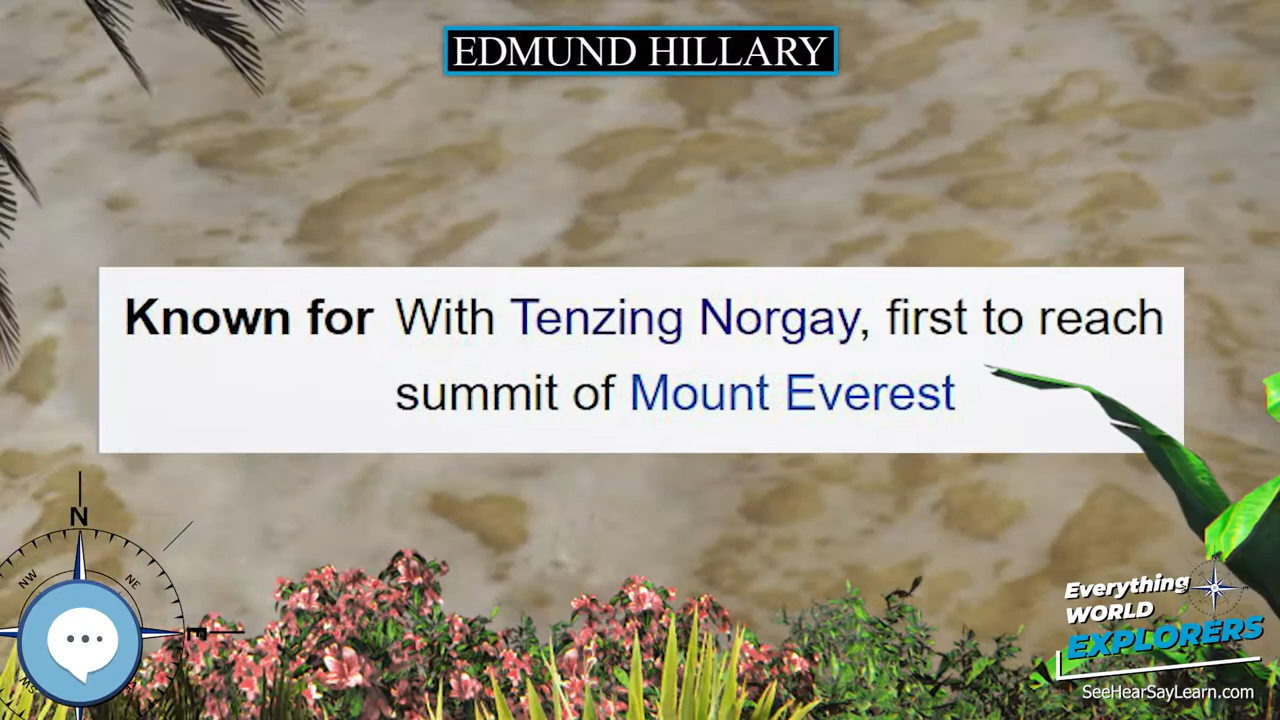 EDMUND HILLARY
Known for With Tenzing Norgay, first to reach
summit of Mount Everest
N
NW
NE
E
Everything
WORLD
EXPLORERS
SeeHearSayLearn.com